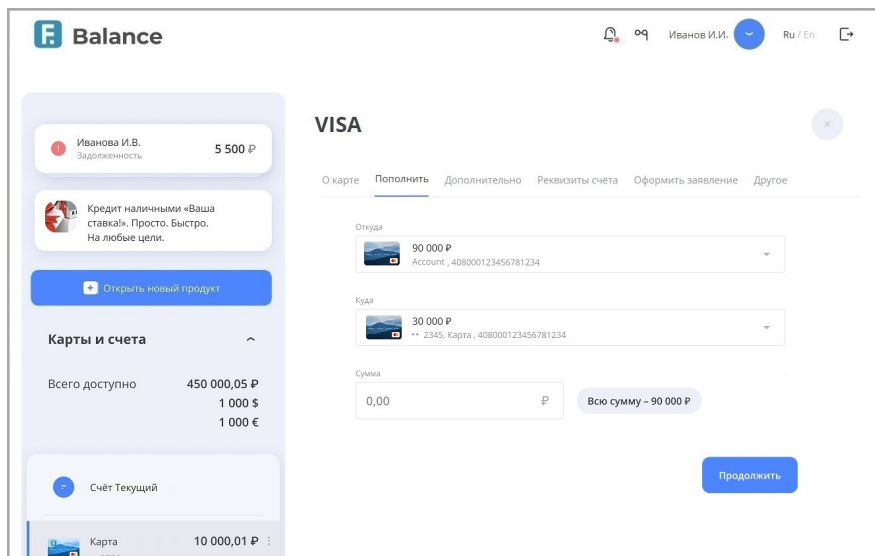 F. Balance
Иванов И.И.
Ru / En
Иванова И.В.
Задолженность
5 500 ₽
Кредит наличными «Ваша
ставка!». Просто. Быстро.
На любые цели.
Открыть новый продукт
Карты и счета
Всего доступно
450 000,05 ₽
1 000 $
1 000 €
Счёт Текущий
Карта
10 000,01 ₽
VISA
О карте Пополнить Дополнительно Реквизиты счёта Оформить заявление Другое
Откуда
90 000 ₽
Account , 408000123456781234
Куда
30 000 ₽
•• 2345, Карта , 408000123456781234
Сумма
0,00 ₽
Всю сумму – 90 000 ₽
Продолжить